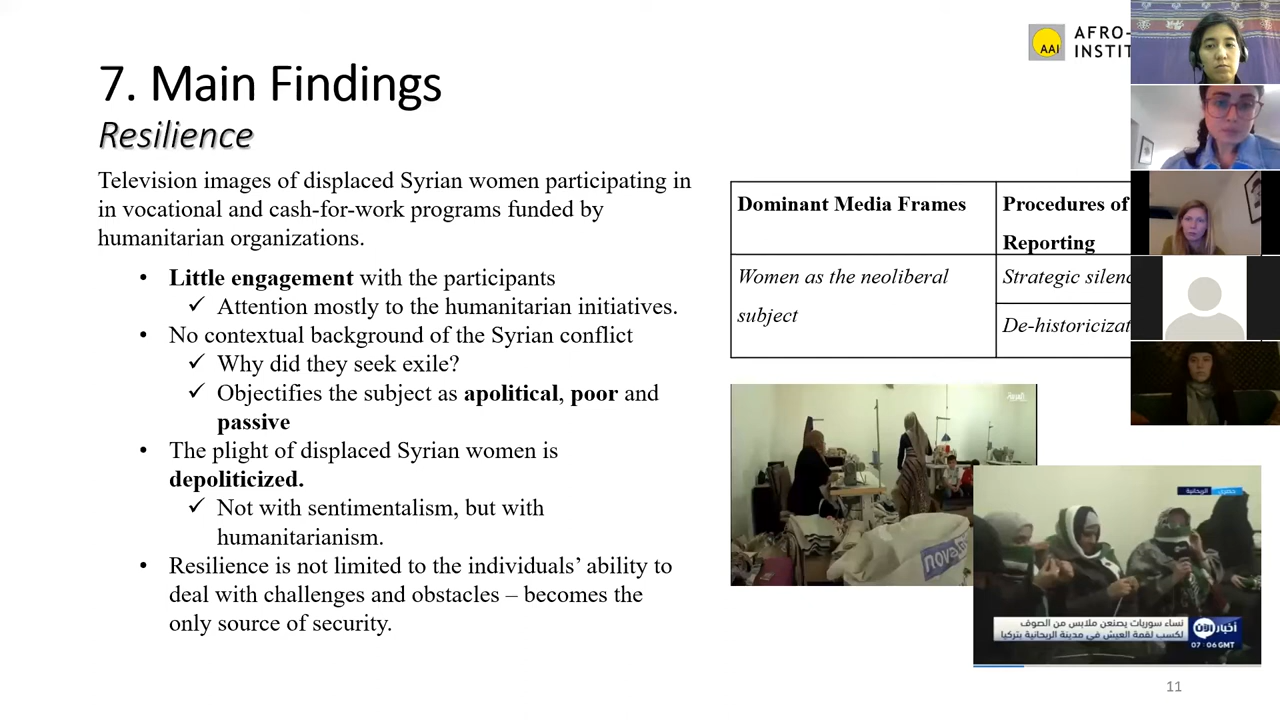 AAI
AFRO-
INSTIT
7. Main Findings
Resilience
Television images of displaced Syrian women participating in
in vocational and cash-for-work programs funded by
humanitarian organizations.
• Little engagement with the participants
✓ Attention mostly to the humanitarian initiatives.
• No contextual background of the Syrian conflict
✓ Why did they seek exile?
✓ Objectifies the subject as apolitical, poor and
passive
• The plight of displaced Syrian women is
depoliticized.
✓ Not with sentimentalism, but with
humanitarianism.
• Resilience is not limited to the individuals’ ability to
deal with challenges and obstacles – becomes the
only source of security.
Dominant Media Frames
Procedures of
Reporting
Women as the neoliberal
subject
Strategic silenc
De-historicizat
العربية
nova
الريحانية
نساء سوريات يصنعن ملابس من الصوف
لكسب لقمة العيش في مدينة الريحانية بتركيا
أخبار الآن
07:06 GMT
11